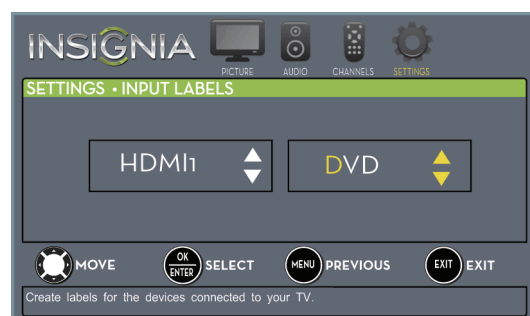 INSIGNIA
PICTURE AUDIO CHANNELS SETTINGS
SETTINGS • INPUT LABELS
HDMI1 DVD
MOVE OK ENTER SELECT MENU PREVIOUS EXIT EXIT
Create labels for the devices connected to your TV.